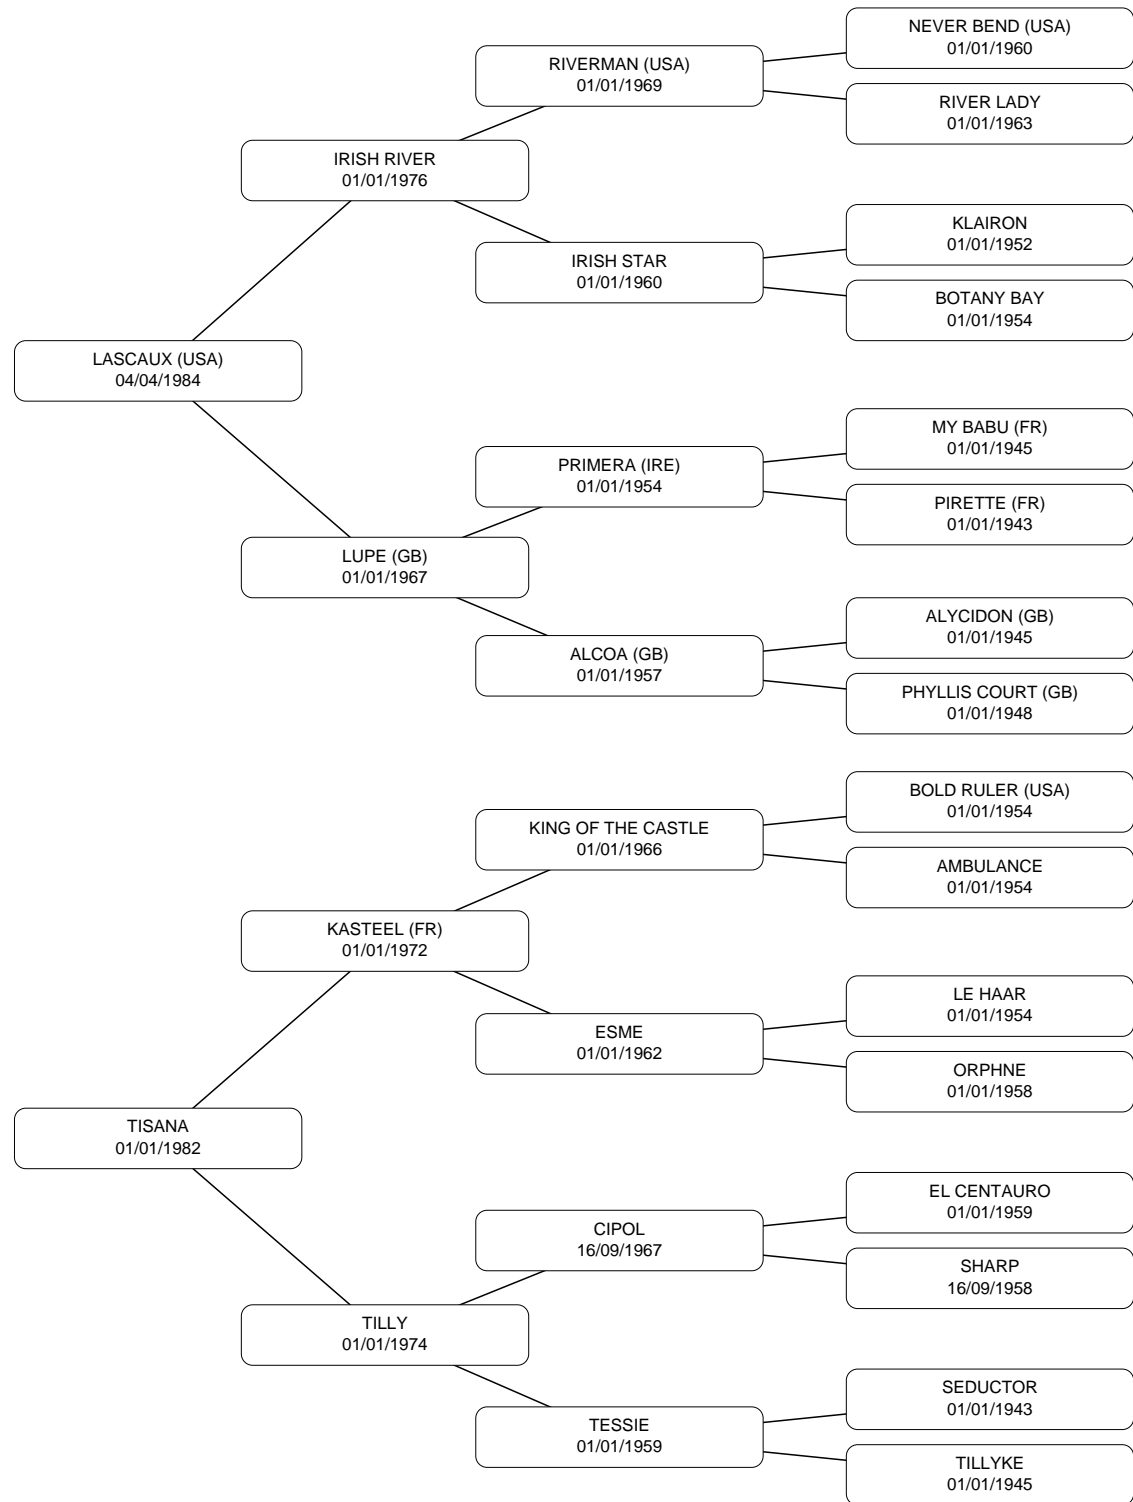 NEVER BEND (USA)
01/01/1960
RIVERMAN (USA)
01/01/1969
RIVER LADY
01/01/1963
IRISH RIVER
01/01/1976
KLAIRON
01/01/1952
IRISH STAR
01/01/1960
BOTANY BAY
01/01/1954
LASCAUX (USA)
04/04/1984
MY BABU (FR)
01/01/1945
PRIMERA (IRE)
01/01/1954
PIRETTE (FR)
01/01/1943
LUPE (GB)
01/01/1967
ALYCIDON (GB)
01/01/1945
ALCOA (GB)
01/01/1957
PHYLLIS COURT (GB)
01/01/1948
BOLD RULER (USA)
01/01/1954
KING OF THE CASTLE
01/01/1966
AMBULANCE
01/01/1954
KASTEEL (FR)
01/01/1972
LE HAAR
01/01/1954
ESME
01/01/1962
ORPHNE
01/01/1958
TISANA
01/01/1982
EL CENTAURO
01/01/1959
CIPOL
16/09/1967
SHARP
16/09/1958
TILLY
01/01/1974
SEDUCTOR
01/01/1943
TESSIE
01/01/1959
TILLYKE
01/01/1945